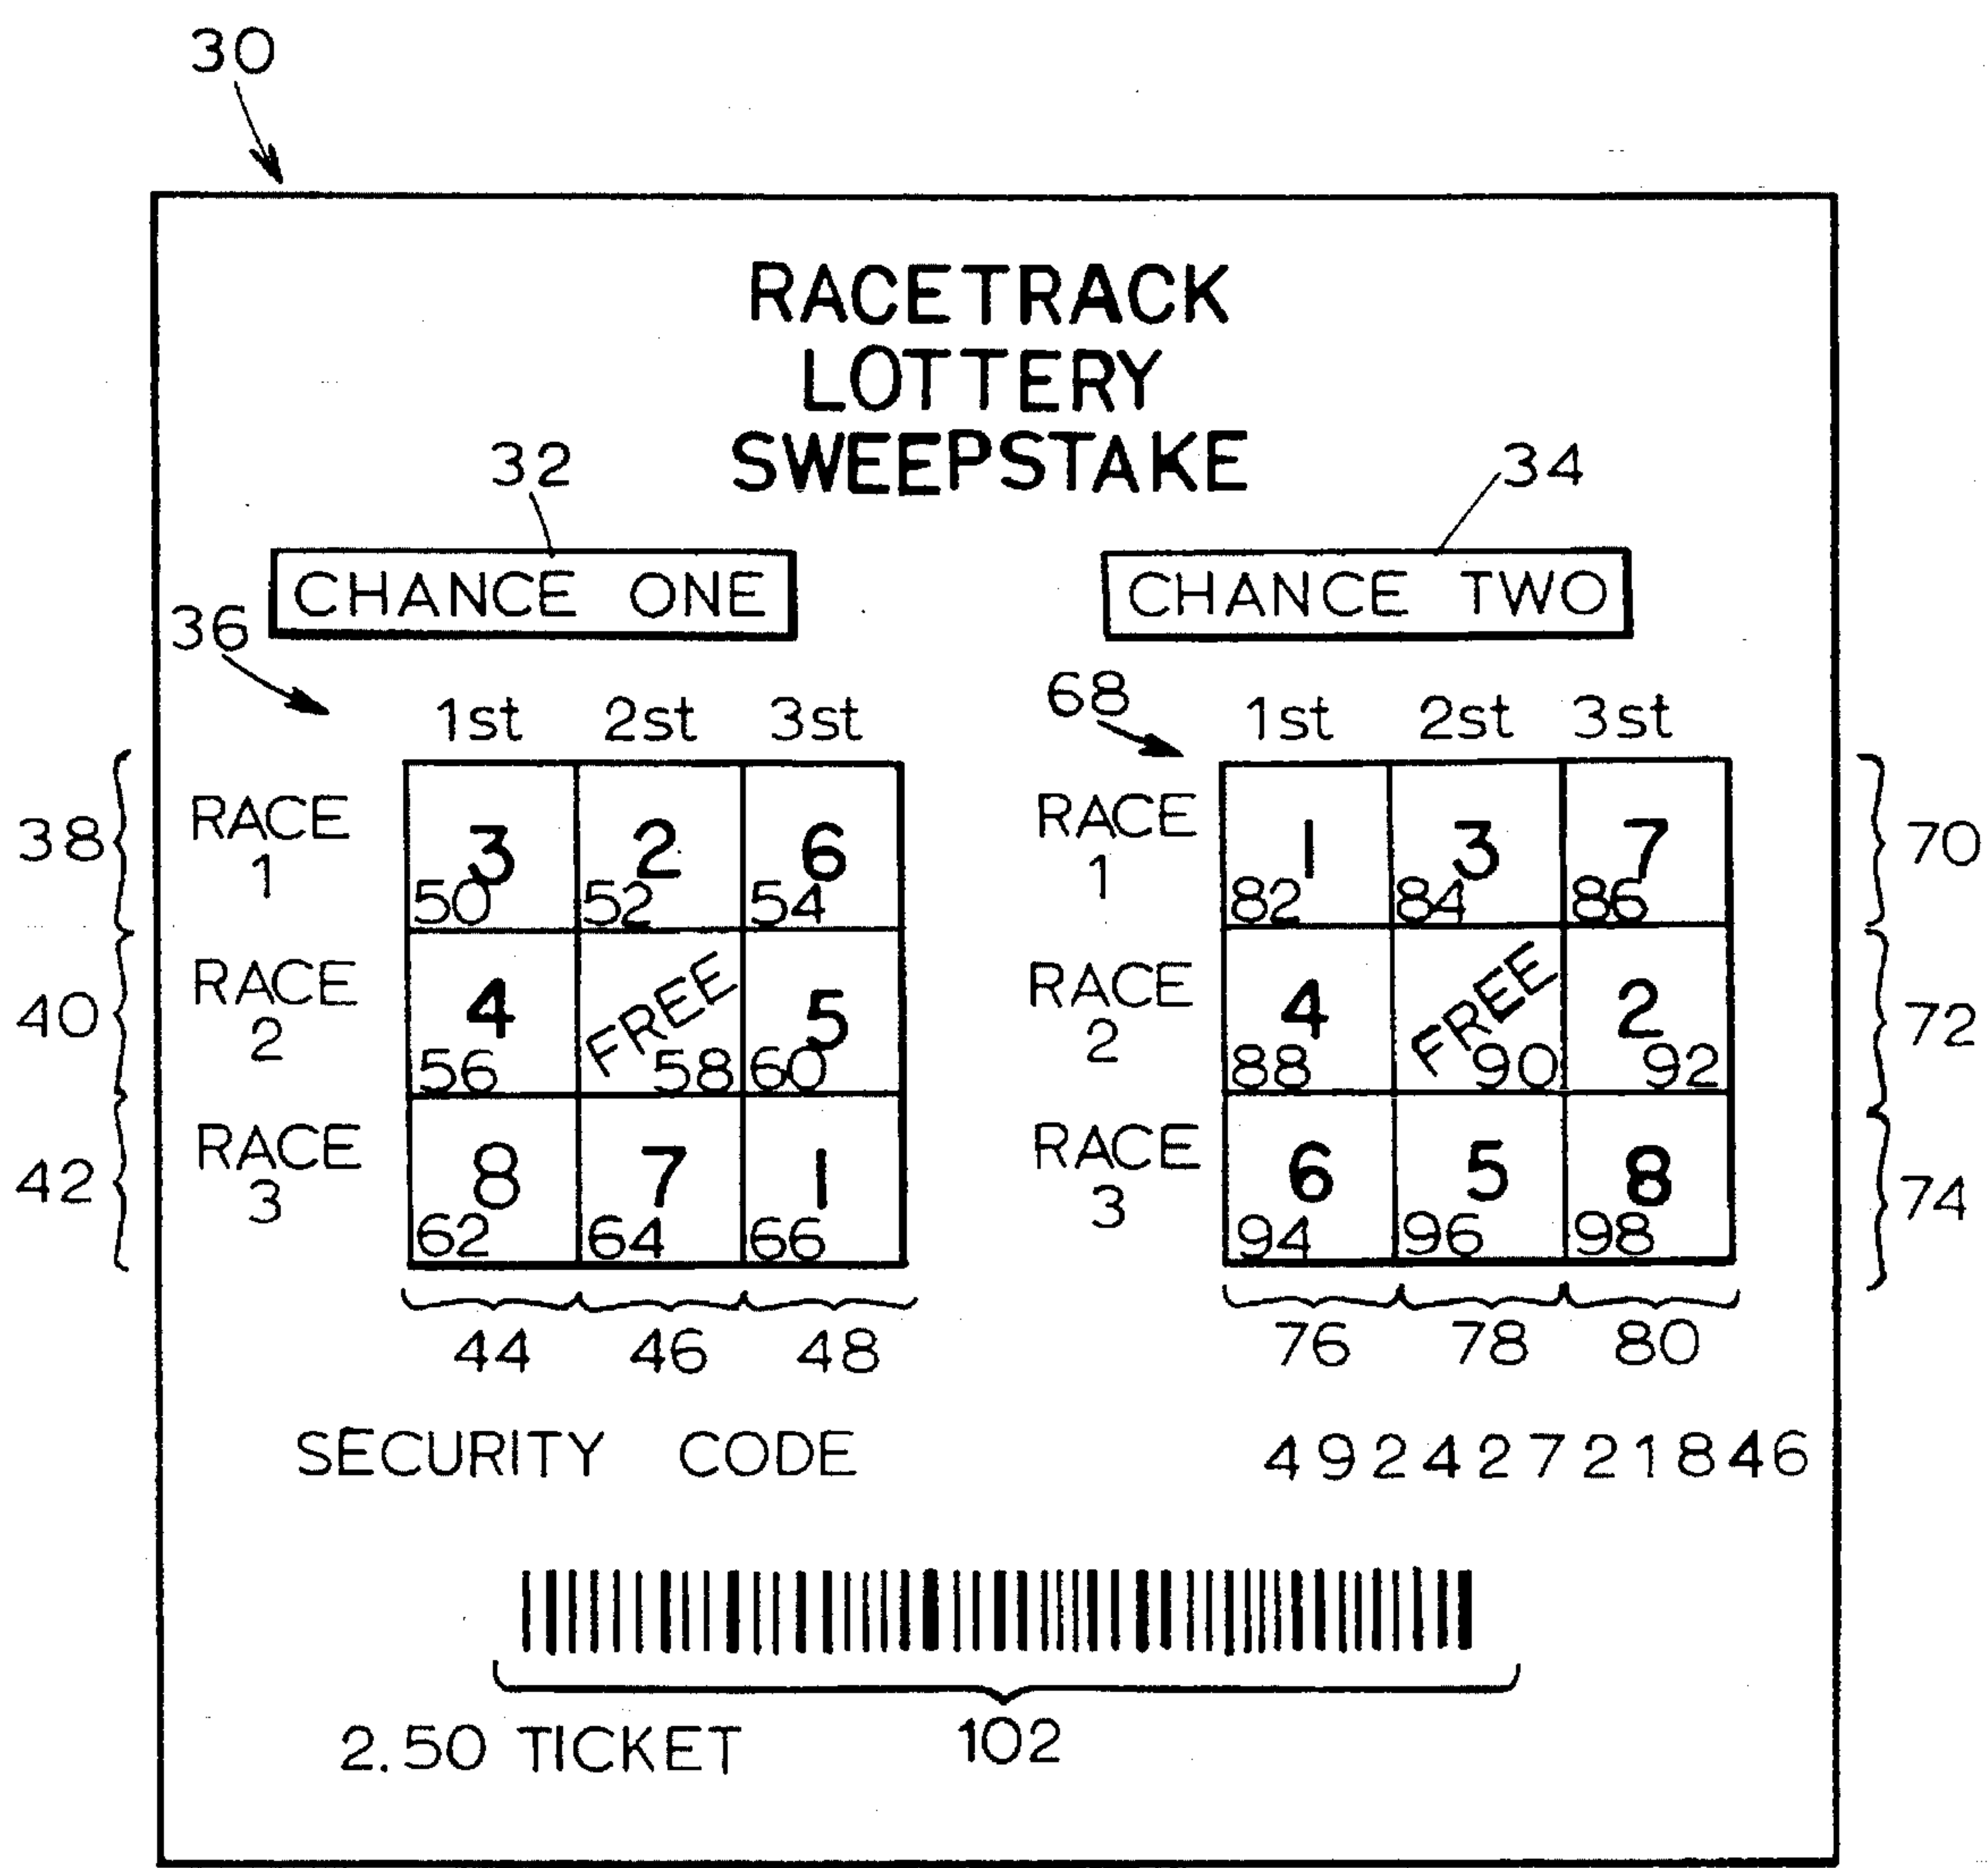 30
RACETRACK
LOTTERY
SWEEPSTAKE
32
34
CHANCE ONE
CHANCE TWO
36
68
1st 2st 3st
1st 2st 3st
38
RACE 1
3 2 6
50 52 54
RACE 1
1 3 7
82 84 86
70
40
RACE 2
4 FREE 5
56 58 60
RACE 2
4 FREE 2
88 90 92
72
42
RACE 3
8 7 1
62 64 66
RACE 3
6 5 8
94 96 98
74
44 46 48
76 78 80
SECURITY CODE 49242721846
2.50 TICKET
102